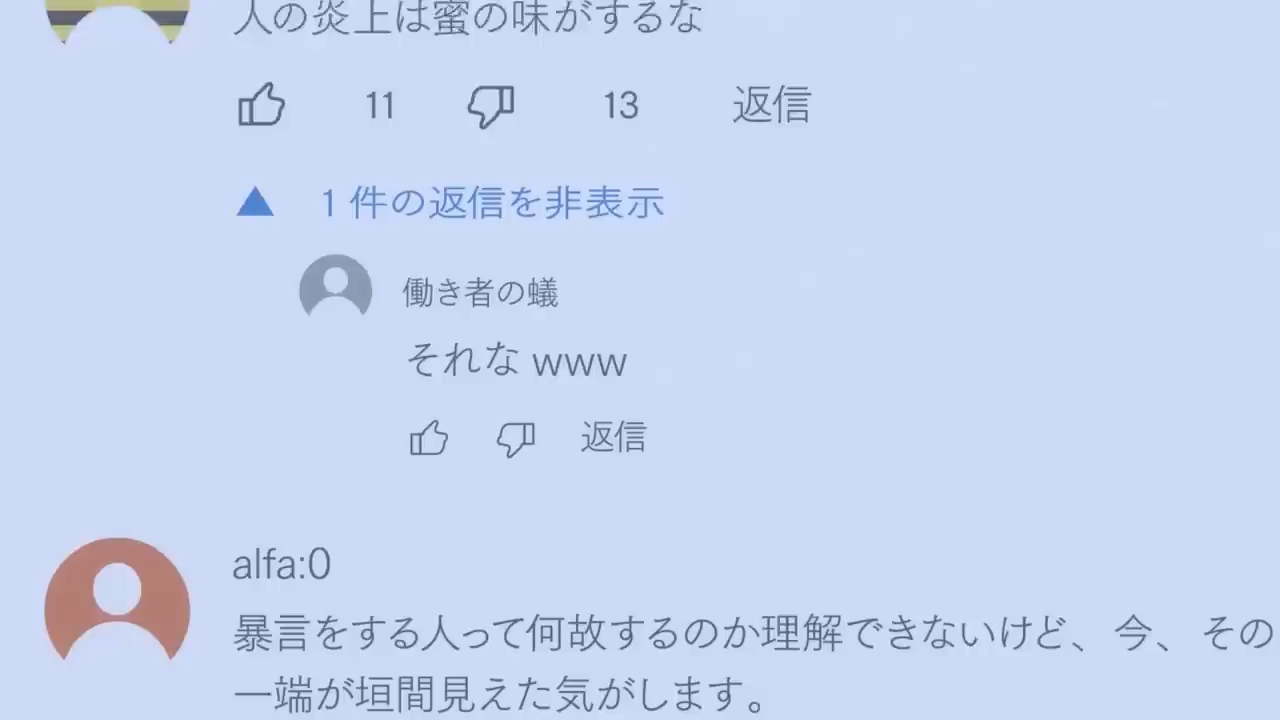 人の炎上は蜜の味がするな
11 13 返信
1 件の返信を非表示
働き者の蟻
それな www
返信
alfa:0
暴言をする人って何故するのか理解できないけど、今、その
一端が垣間見えた気がします。